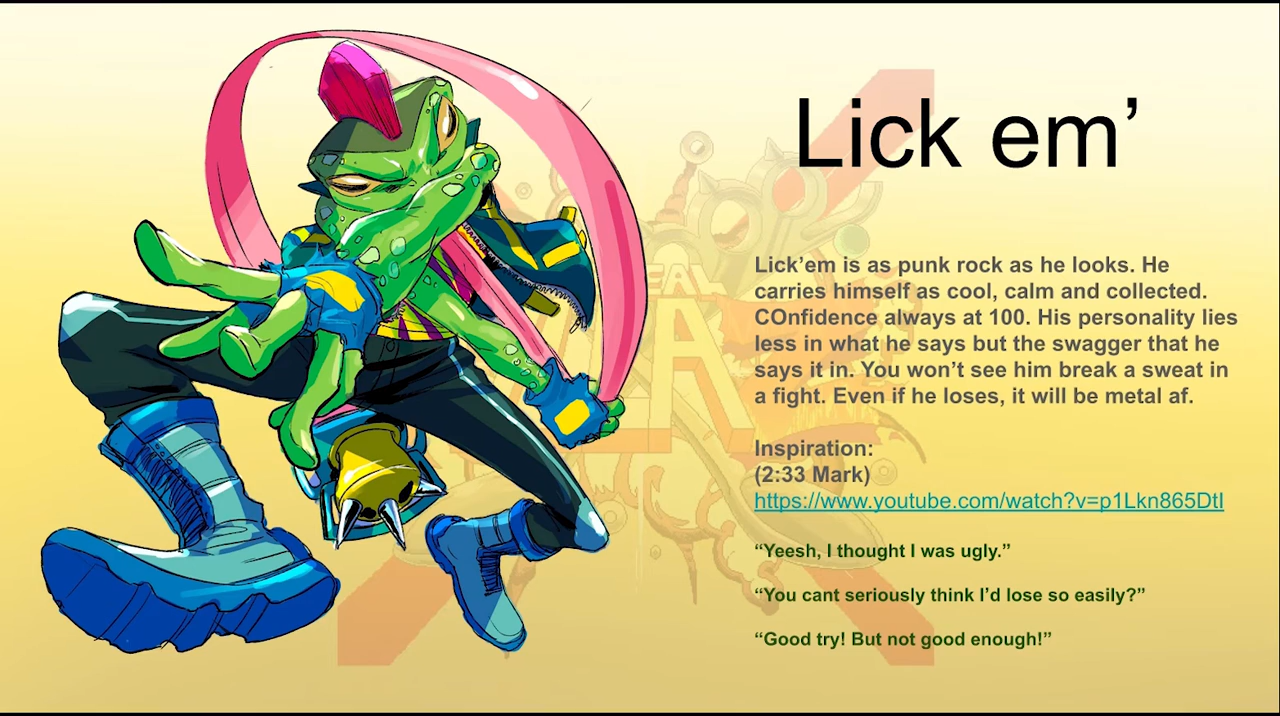 Lick em’
Lick’em is as punk rock as he looks. He
carries himself as cool, calm and collected.
COnfidence always at 100. His personality lies
less in what he says but the swagger that he
says it in. You won’t see him break a sweat in
a fight. Even if he loses, it will be metal af.
Inspiration:
(2:33 Mark)
https://www.youtube.com/watch?v=p1Lkn865DtI
“Yeesh, I thought I was ugly.”
“You cant seriously think I’d lose so easily?”
“Good try! But not good enough!”